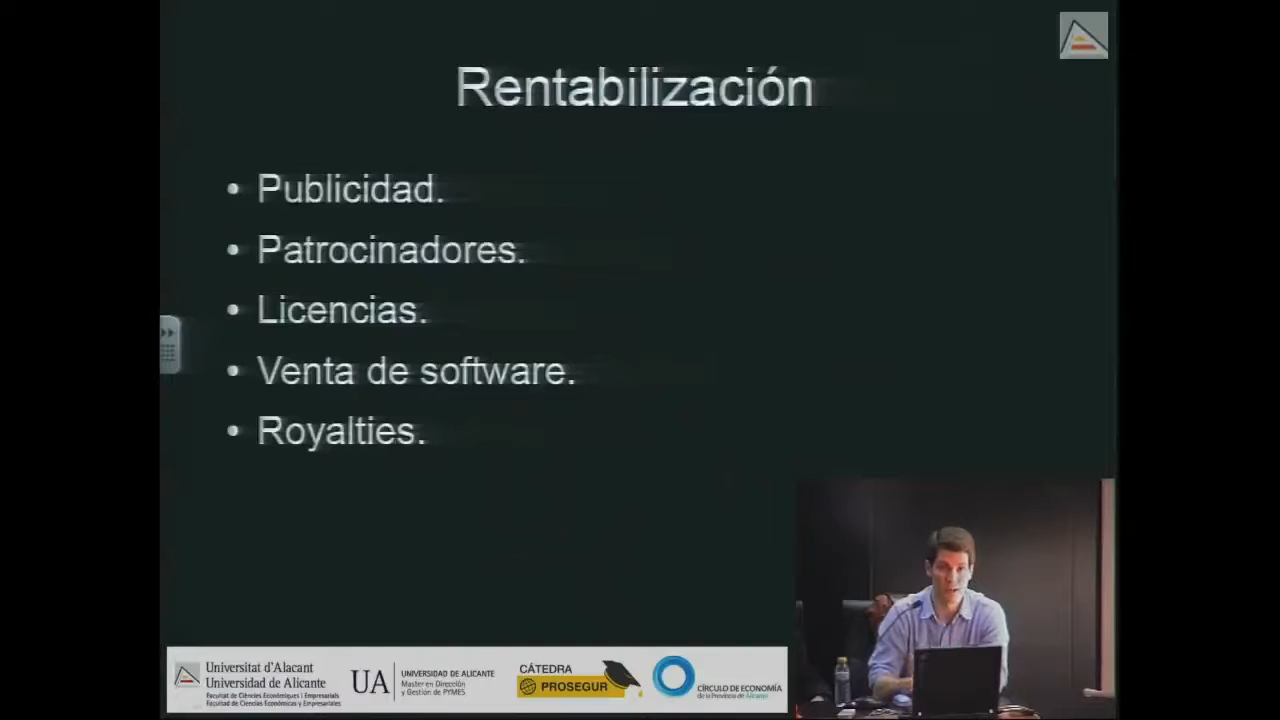 Rentabilización
• Publicidad.
• Patrocinadores.
• Licencias.
• Venta de software.
• Royalties.
Universitat d'Alacant
Universidad de Alicante
Facultat de Ciències Econòmiques i Empresarials
Facultad de Ciencias Económicas y Empresariales
UA
UNIVERSIDAD DE ALICANTE
Master en Dirección
y Gestión de PYMES
CÁTEDRA
PROSEGUR
CÍRCULO DE ECONOMÍA
de la Provincia de Alicante